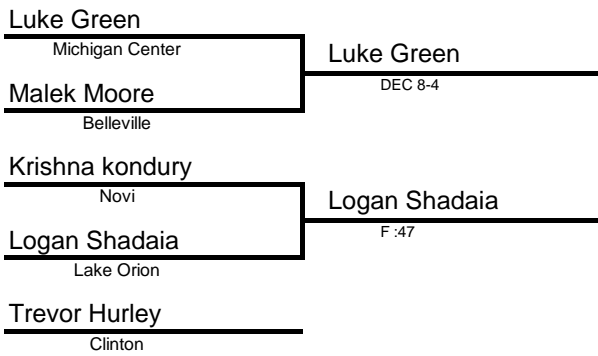 Luke Green
Michigan Center
Luke Green
DEC 8-4
Malek Moore
Belleville
Krishna kondury
Novi
Logan Shadaia
F :47
Logan Shadaia
Lake Orion
Trevor Hurley
Clinton